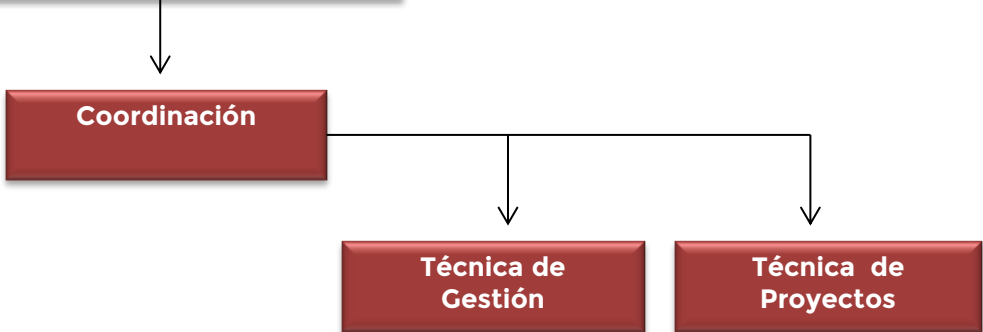 Coordinación
Técnica de
Gestión
Técnica de
Proyectos